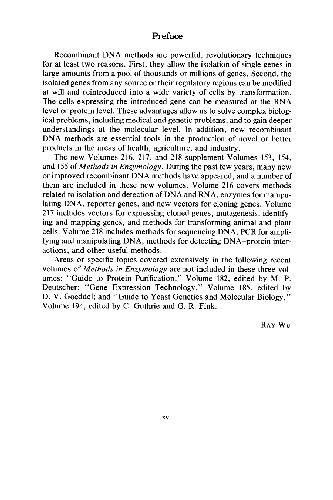 Preface
Recombinant DNA methods are powerful, revolutionary techniques
for at least two reasons. First, they allow the isolation of single genes in
large amounts from a pool of thousands or millions of genes. Second, the
isolated genes from any source or their regulatory regions can be modified
at will and reintroduced into a wide variety of cells by transformation.
The cells expressing the introduced gene can be measured at the RNA
level or protein level. These advantages allow us to solve complex biolog-
ical problems, including medical and genetic problems, and to gain deeper
understandings at the molecular level. In addition, new recombinant
DNA methods are essential tools in the production of novel or better
products in the areas of health, agriculture, and industry.
The new Volumes 216, 217, and 218 supplement Volumes 153, 154,
and 155 of Methods in Enzymology. During the past few years, many new
or improved recombinant DNA methods have appeared, and a number of
them are included in these new volumes. Volume 216 covers methods
related to isolation and detection of DNA and RNA, enzymes for manipu-
lating DNA, reporter genes, and new vectors for cloning genes. Volume
217 includes vectors for expressing cloned genes, mutagenesis, identify-
ing and mapping genes, and methods for transforming animal and plant
cells. Volume 218 includes methods for sequencing DNA, PCR for ampli-
fying and manipulating DNA, methods for detecting DNA–protein inter-
actions, and other useful methods.
Areas or specific topics covered extensively in the following recent
volumes of Methods in Enzymology are not included in these three vol-
umes: "Guide to Protein Purification," Volume 182, edited by M. P.
Deutscher; "Gene Expression Technology," Volume 185, edited by
D. V. Goeddel; and "Guide to Yeast Genetics and Molecular Biology,"
Volume 194, edited by C. Guthrie and G. R. Fink.
RAY WU
xv